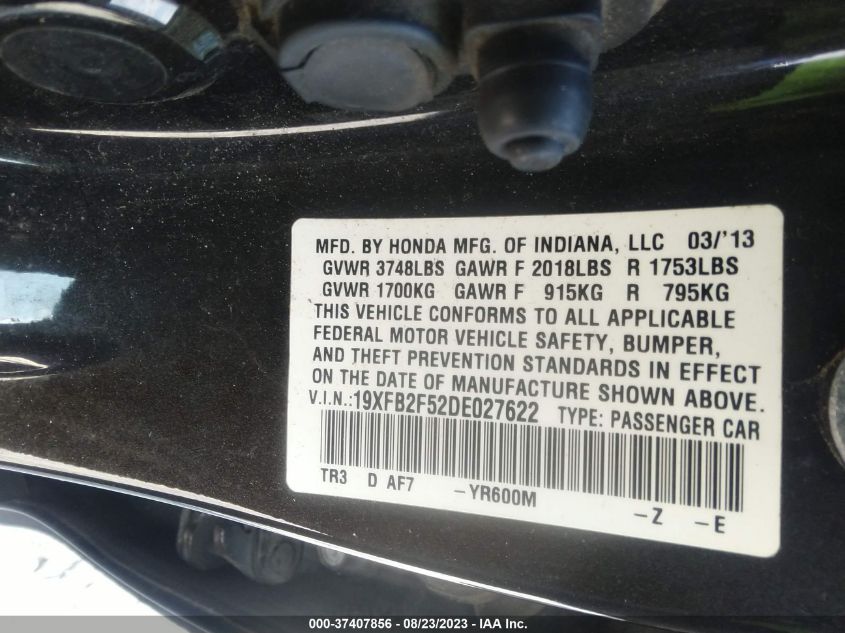 MFD. BY HONDA MFG. OF INDIANA, LLC 03/'13
GVWR 3748LBS GAWR F 2018LBS R 1753LBS
GVWR 1700KG GAWR F 915KG R 795KG
THIS VEHICLE CONFORMS TO ALL APPLICABLE
FEDERAL MOTOR VEHICLE SAFETY, BUMPER,
AND THEFT PREVENTION STANDARDS IN EFFECT
ON THE DATE OF MANUFACTURE SHOWN ABOVE.
V.I.N.:19XFB2F52DE027622 TYPE: PASSENGER CAR
TR3 D AF7 -YR600M -Z -E
000-37407856 - 08/23/2023 - IAA Inc.